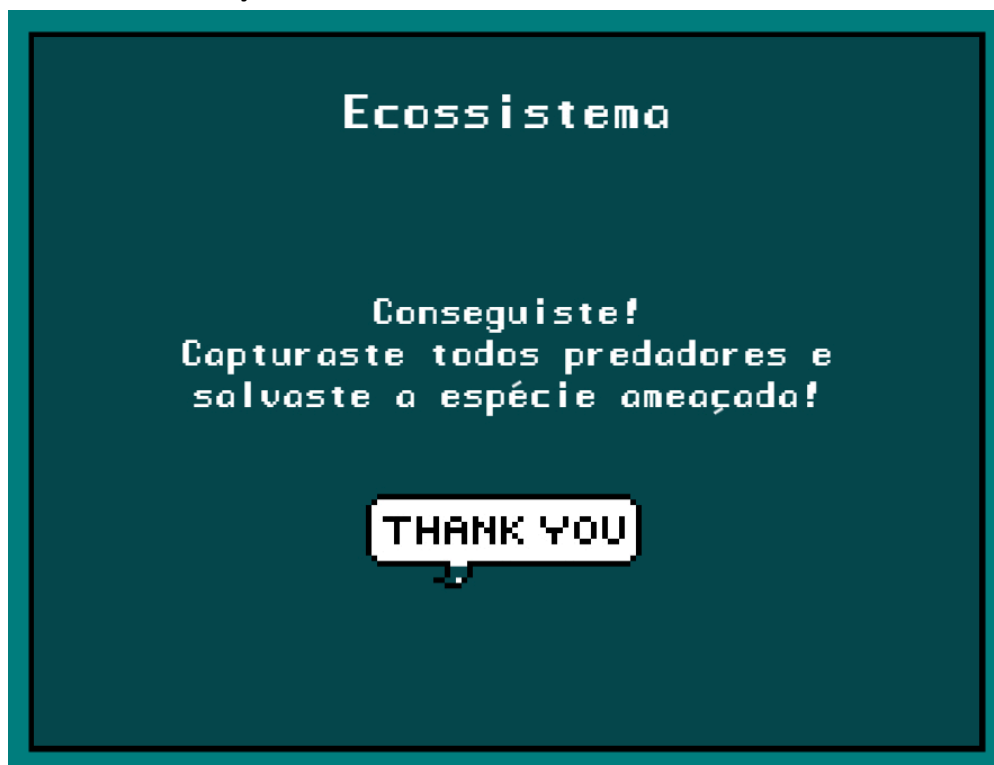 Ecossistema
Conseguiste!
Capturaste todos predadores e
salvaste a espécie ameaçada!
THANK YOU